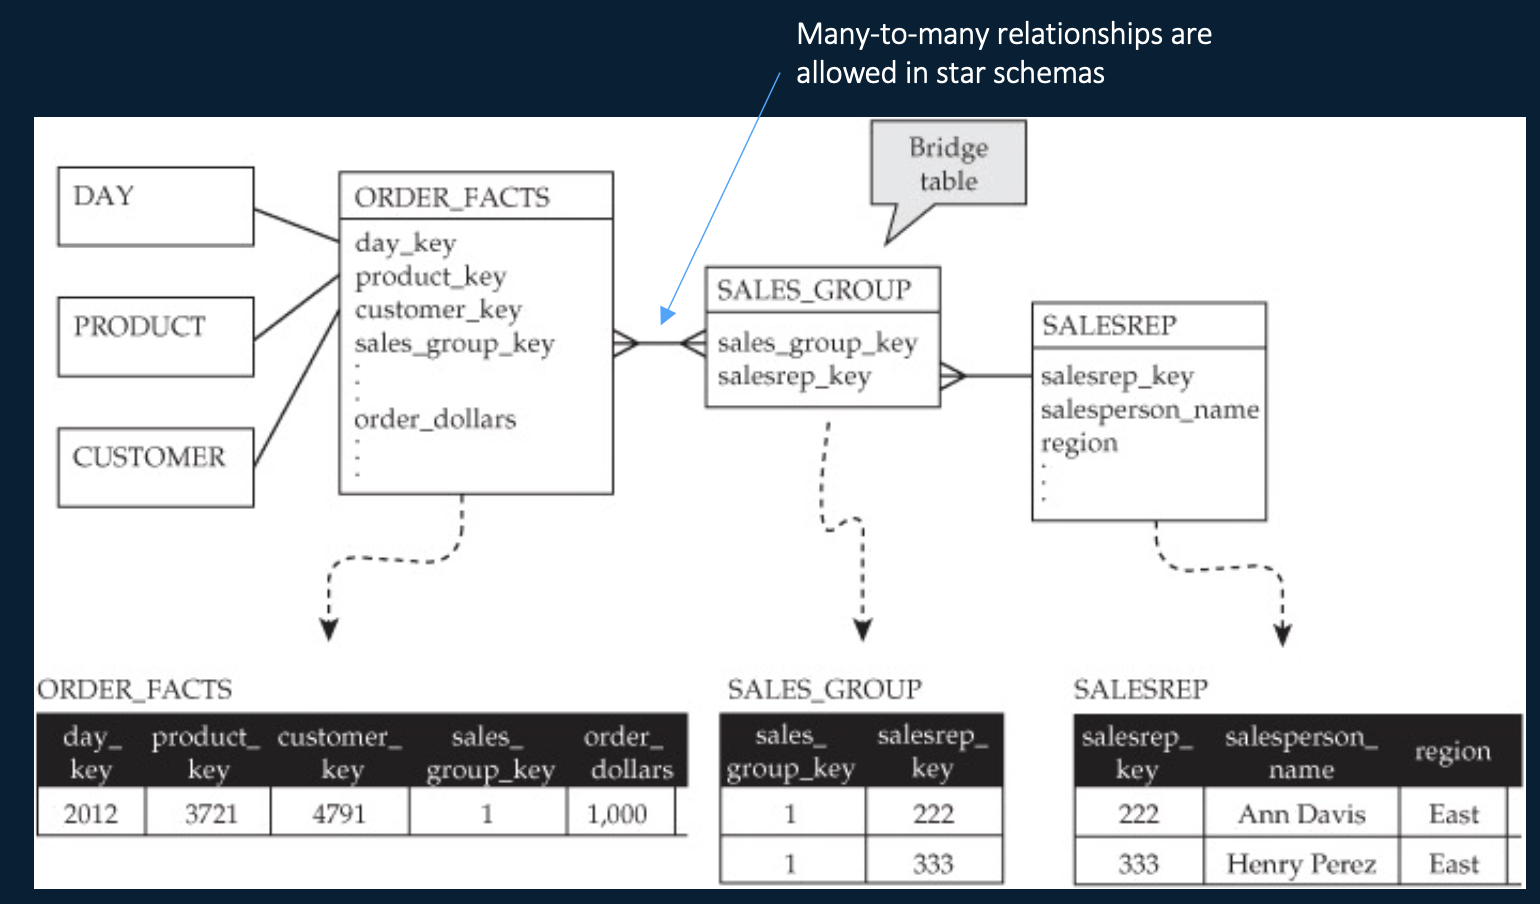 Many-to-many relationships are
allowed in star schemas
Bridge
table
DAY
PRODUCT
CUSTOMER
ORDER_FACTS
day_key
product_key
customer_key
sales_group_key
.
.
.
order_dollars
.
.
.
SALES_GROUP
sales_group_key
salesrep_key
SALESREP
salesrep_key
salesperson_name
region
.
.
.
ORDER_FACTS
day_ product_ customer_ sales_ order_
key key key group_key dollars
2012 3721 4791 1 1,000
SALES_GROUP
sales_ salesrep_
group_key key
1 222
1 333
SALESREP
salesrep_ salesperson_ region
key name
222 Ann Davis East
333 Henry Perez East